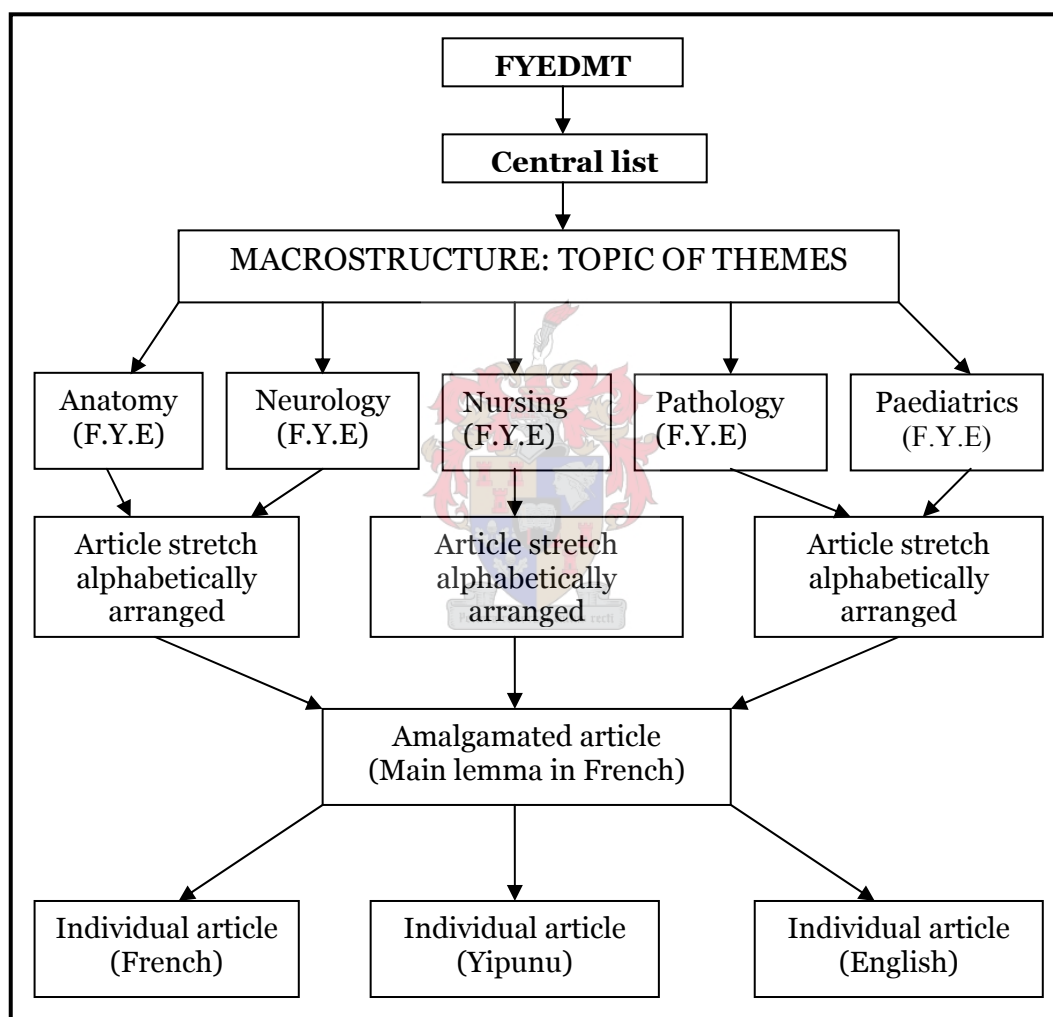 FYEDMT
Central list
MACROSTRUCTURE: TOPIC OF THEMES
Anatomy
(F.Y.E)
Neurology
(F.Y.E)
Nursing
(F.Y.E)
Pathology
(F.Y.E)
Paediatrics
(F.Y.E)
Article stretch
alphabetically
arranged
Article stretch
alphabetically
arranged
Article stretch
alphabetically
arranged
recti
Amalgamated article
(Main lemma in French)
Individual article
(French)
Individual article
(Yipunu)
Individual article
(English)